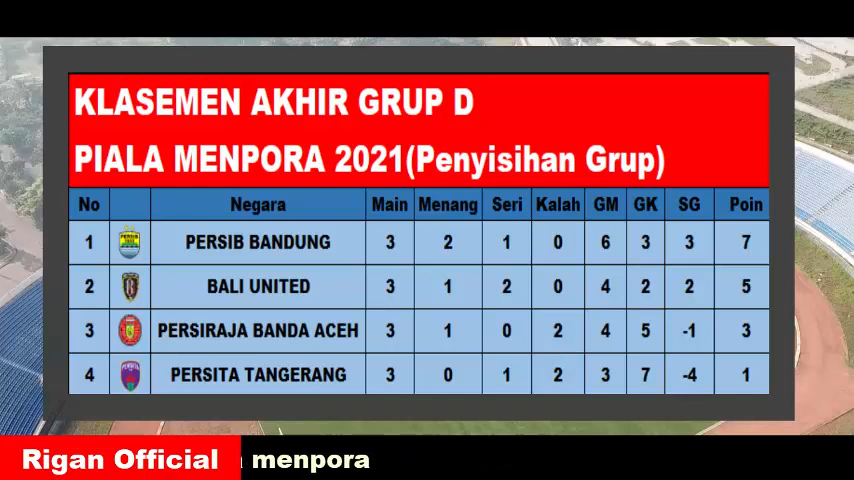 KLASEMEN AKHIR GRUP D
PIALA MENPORA 2021(Penyisihan Grup)
No Negara Main Menang Seri Kalah GM GK SG Poin
1 PERSIB BANDUNG 3 2 1 0 6 3 3 7
2 BALI UNITED 3 1 2 0 4 2 2 5
3 PERSIRAJA BANDA ACEH 3 1 0 2 4 5 -1 3
4 PERSITA TANGERANG 3 0 1 2 3 7 -4 1
Rigan Official menpora